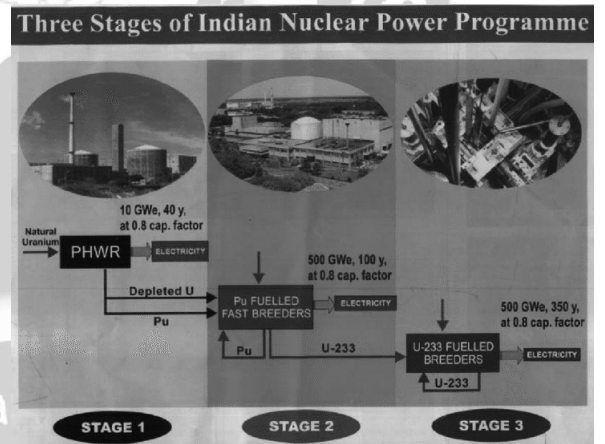 Three Stages of Indian Nuclear Power Programme
10 GWe, 40 y,
at 0.8 cap. factor
Natural
Uranium
PHWR
ELECTRICITY
Depleted U
Pu
500 GWe, 100 y,
at 0.8 cap. factor
Pu FUELLED
FAST BREEDERS
ELECTRICITY
Pu
U-233
500 GWe, 350 y,
at 0.8 cap. factor
U-233 FUELLED
BREEDERS
ELECTRICITY
U-233
STAGE 1
STAGE 2
STAGE 3